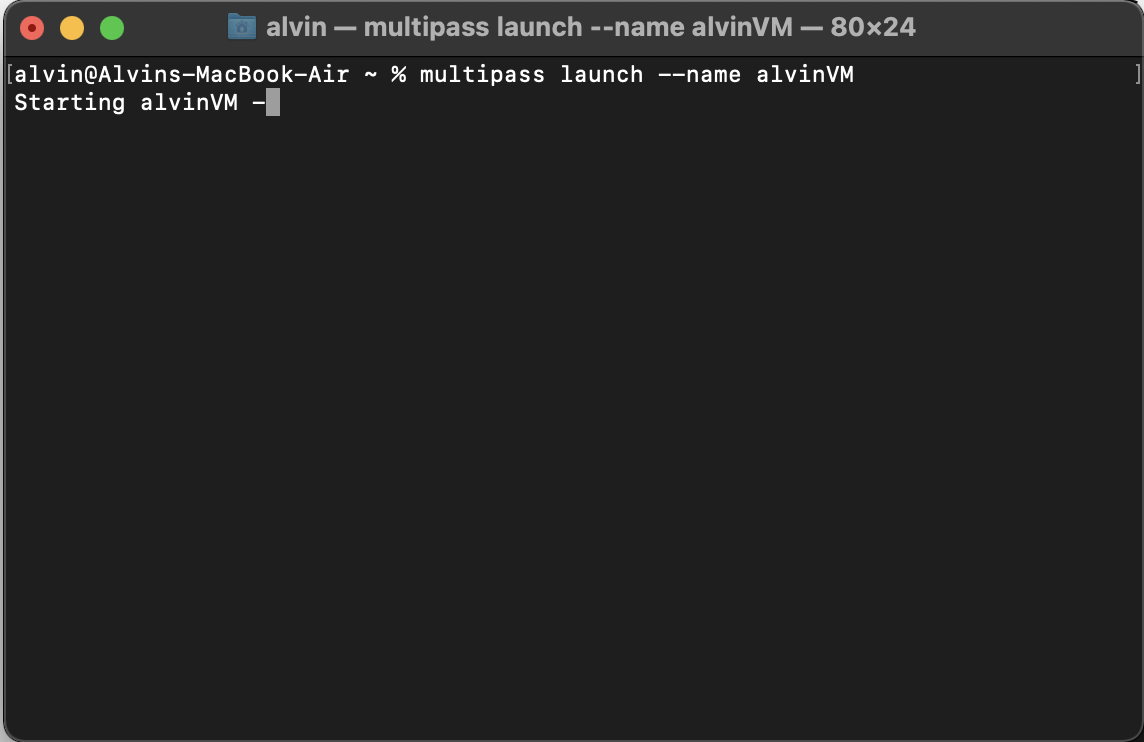 alvin — multipass launch --name alvinVM — 80×24
[alvin@Alvins-MacBook-Air ~ % multipass launch --name alvinVM ]
Starting alvinVM -